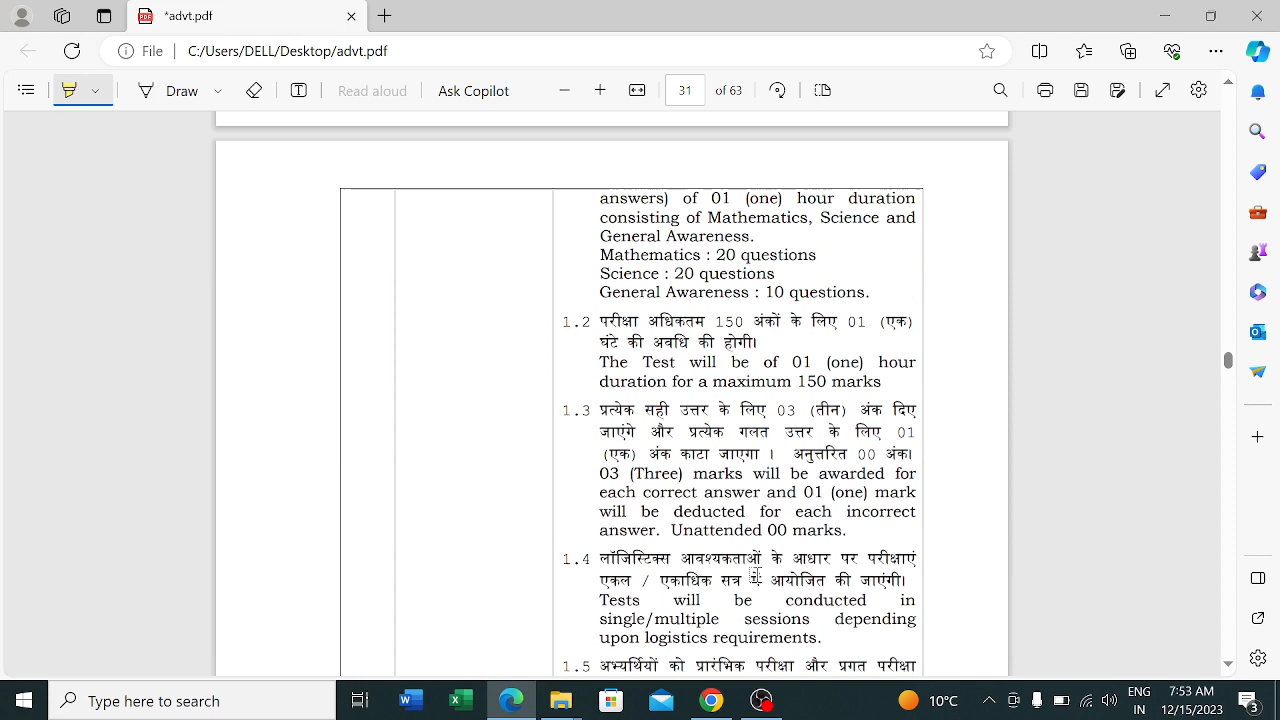 *advt.pdf
File
C:/Users/DELL/Desktop/advt.pdf
Draw
Read aloud
Ask Copilot
31
of 63
answers) of 01 (one) hour duration
consisting of Mathematics, Science and
General Awareness.
Mathematics : 20 questions
Science : 20 questions
General Awareness : 10 questions.
1.2 परीक्षा अधिकतम 150 अंकों के लिए 01 (एक)
घंटे की अवधि की होगी।
The Test will be of 01 (one) hour
duration for a maximum 150 marks
1.3 प्रत्येक सही उत्तर के लिए 03 (तीन) अंक दिए
जाएंगे और प्रत्येक गलत उत्तर के लिए 01
(एक) अंक काटा जाएगा । अनुत्तरित 00 अंक।
03 (Three) marks will be awarded for
each correct answer and 01 (one) mark
will be deducted for each incorrect
answer. Unattended 00 marks.
1.4 लॉजिस्टिक्स आवश्यकताओं के आधार पर परीक्षाएं
एकल / एकाधिक सत्र आयोजित की जाएंगी।
Tests will be conducted in
single/multiple sessions depending
upon logistics requirements.
1.5 अभ्यर्थियों को प्रारंभिक परीक्षा और प्रगत परीक्षा
Type here to search
10°C
ENG
IN
7:53 AM
12/15/2023
3